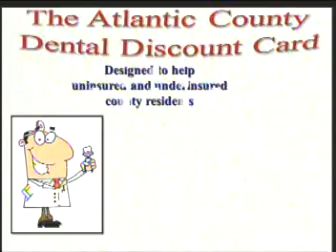 The Atlantic County
Dental Discount Card
Designed to help
uninsured and underinsured
county residents